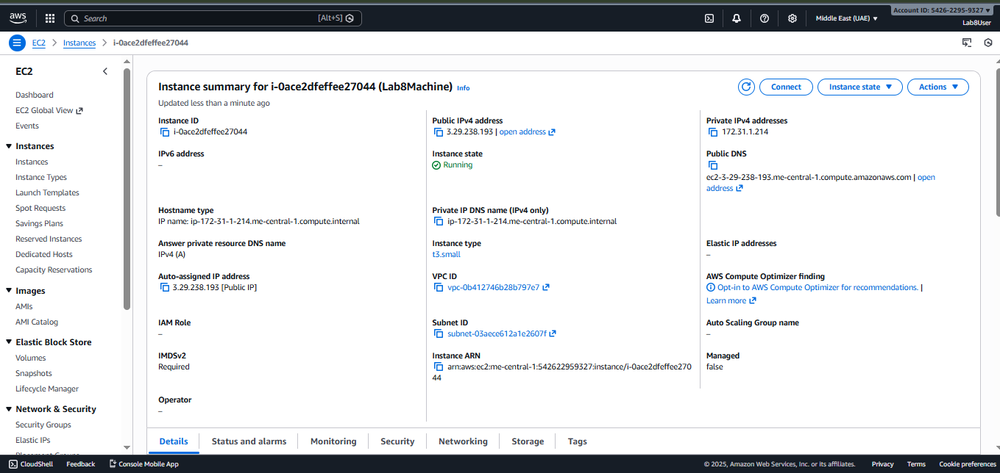 aws
Search
[Alt+S]
Middle East (UAE)
Account ID: 5426-2295-9327
Lab8User
EC2
Instances
i-0ace2dfeffee27044
EC2
Dashboard
EC2 Global View
Events
Instances
Instances
Instance Types
Launch Templates
Spot Requests
Savings Plans
Reserved Instances
Dedicated Hosts
Capacity Reservations
Images
AMIs
AMI Catalog
Elastic Block Store
Volumes
Snapshots
Lifecycle Manager
Network & Security
Security Groups
Elastic IPs
Instance summary for i-0ace2dfeffee27044 (Lab8Machine) Info
Updated less than a minute ago
Connect
Instance state
Actions
Instance ID
i-0ace2dfeffee27044
Public IPv4 address
3.29.238.193 | open address
Private IPv4 addresses
172.31.1.214
IPv6 address
–
Instance state
Running
Public DNS
ec2-3-29-238-193.me-central-1.compute.amazonaws.com | open
address
Hostname type
IP name: ip-172-31-1-214.me-central-1.compute.internal
Private IP DNS name (IPv4 only)
ip-172-31-1-214.me-central-1.compute.internal
Answer private resource DNS name
IPv4 (A)
Instance type
t3.small
Elastic IP addresses
–
Auto-assigned IP address
3.29.238.193 [Public IP]
VPC ID
vpc-0b412746b28b797e7
AWS Compute Optimizer finding
Opt-in to AWS Compute Optimizer for recommendations. |
Learn more
IAM Role
–
Subnet ID
subnet-03aece612a1e2607f
Auto Scaling Group name
–
IMDSv2
Required
Instance ARN
arn:aws:ec2:me-central-1:542622959327:instance/i-0ace2dfeffee270
44
Managed
false
Operator
–
Details
Status and alarms
Monitoring
Security
Networking
Storage
Tags
CloudShell
Feedback
Console Mobile App
© 2025, Amazon Web Services, Inc. or its affiliates.
Privacy
Terms
Cookie preferences